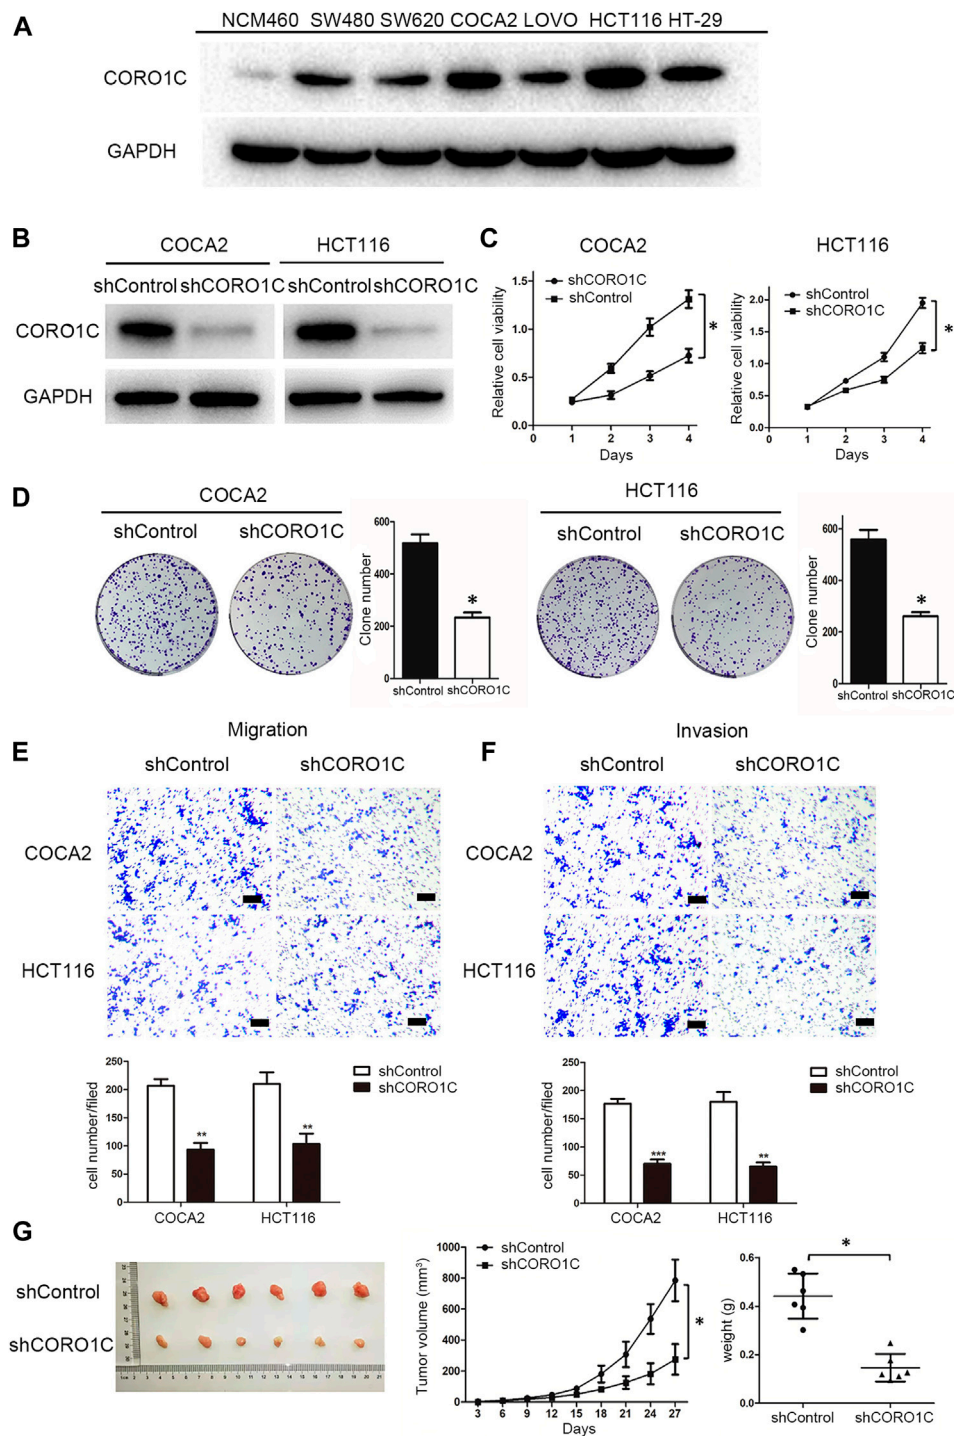 A
NCM460 SW480 SW620 COCA2 LOVO HCT116 HT-29
CORO1C
GAPDH
B
COCA2 HCT116
shControl shCORO1C shControl shCORO1C
CORO1C
GAPDH
C
COCA2
Relative cell viability
1.5
1.0
0.5
0.0
shCORO1C
shControl
*
0 1 2 3 4
Days
HCT116
Relative cell viability
2.0
1.5
1.0
0.5
0.0
shControl
shCORO1C
*
0 1 2 3 4
Days
D
COCA2
shControl shCORO1C
Clone number
600
400
200
0
*
shControl shCORO1C
HCT116
shControl shCORO1C
Clone number
600
400
200
0
*
shControl shCORO1C
E
Migration
shControl shCORO1C
COCA2
HCT116
cell number/filed
250
200
150
100
50
0
** **
shControl
shCORO1C
COCA2 HCT116
F
Invasion
shControl shCORO1C
COCA2
HCT116
cell number/filed
250
200
150
100
50
0
*** **
shControl
shCORO1C
COCA2 HCT116
G
shControl
shCORO1C
Tumor volume (mm³)
1000
800
600
400
200
0
shControl
shCORO1C
*
3 6 9 12 15 18 21 24 27
Days
weight (g)
0.6
0.4
0.2
0.0
*
shControl shCORO1C